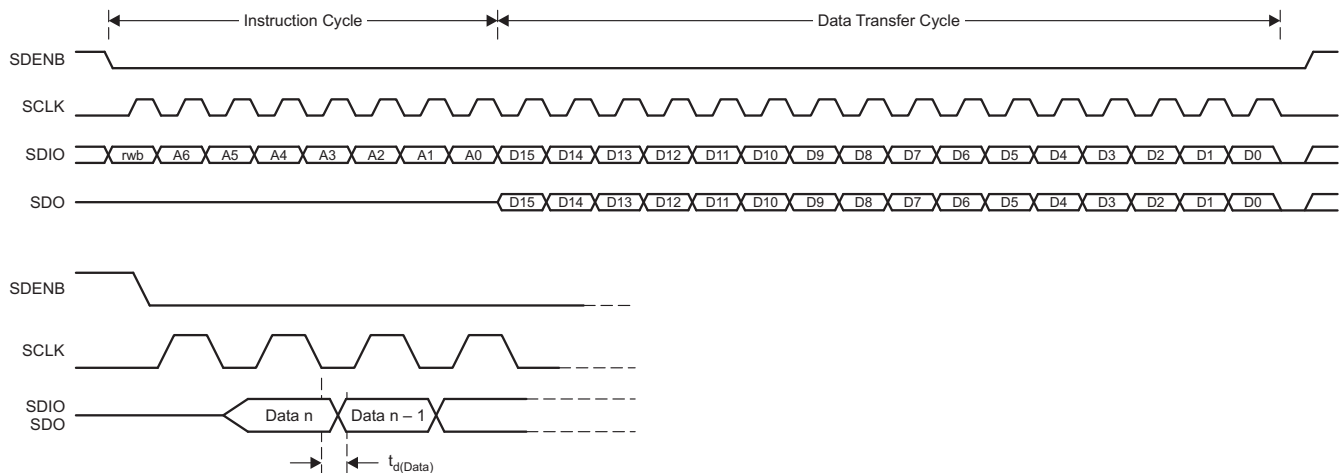 Instruction Cycle Data Transfer Cycle
SDENB
SCLK
SDIO rwb A6 A5 A4 A3 A2 A1 A0 D15 D14 D13 D12 D11 D10 D9 D8 D7 D6 D5 D4 D3 D2 D1 D0
SDO D15 D14 D13 D12 D11 D10 D9 D8 D7 D6 D5 D4 D3 D2 D1 D0
SDENB
SCLK
SDIO
SDO Data n Data n – 1
td(Data)